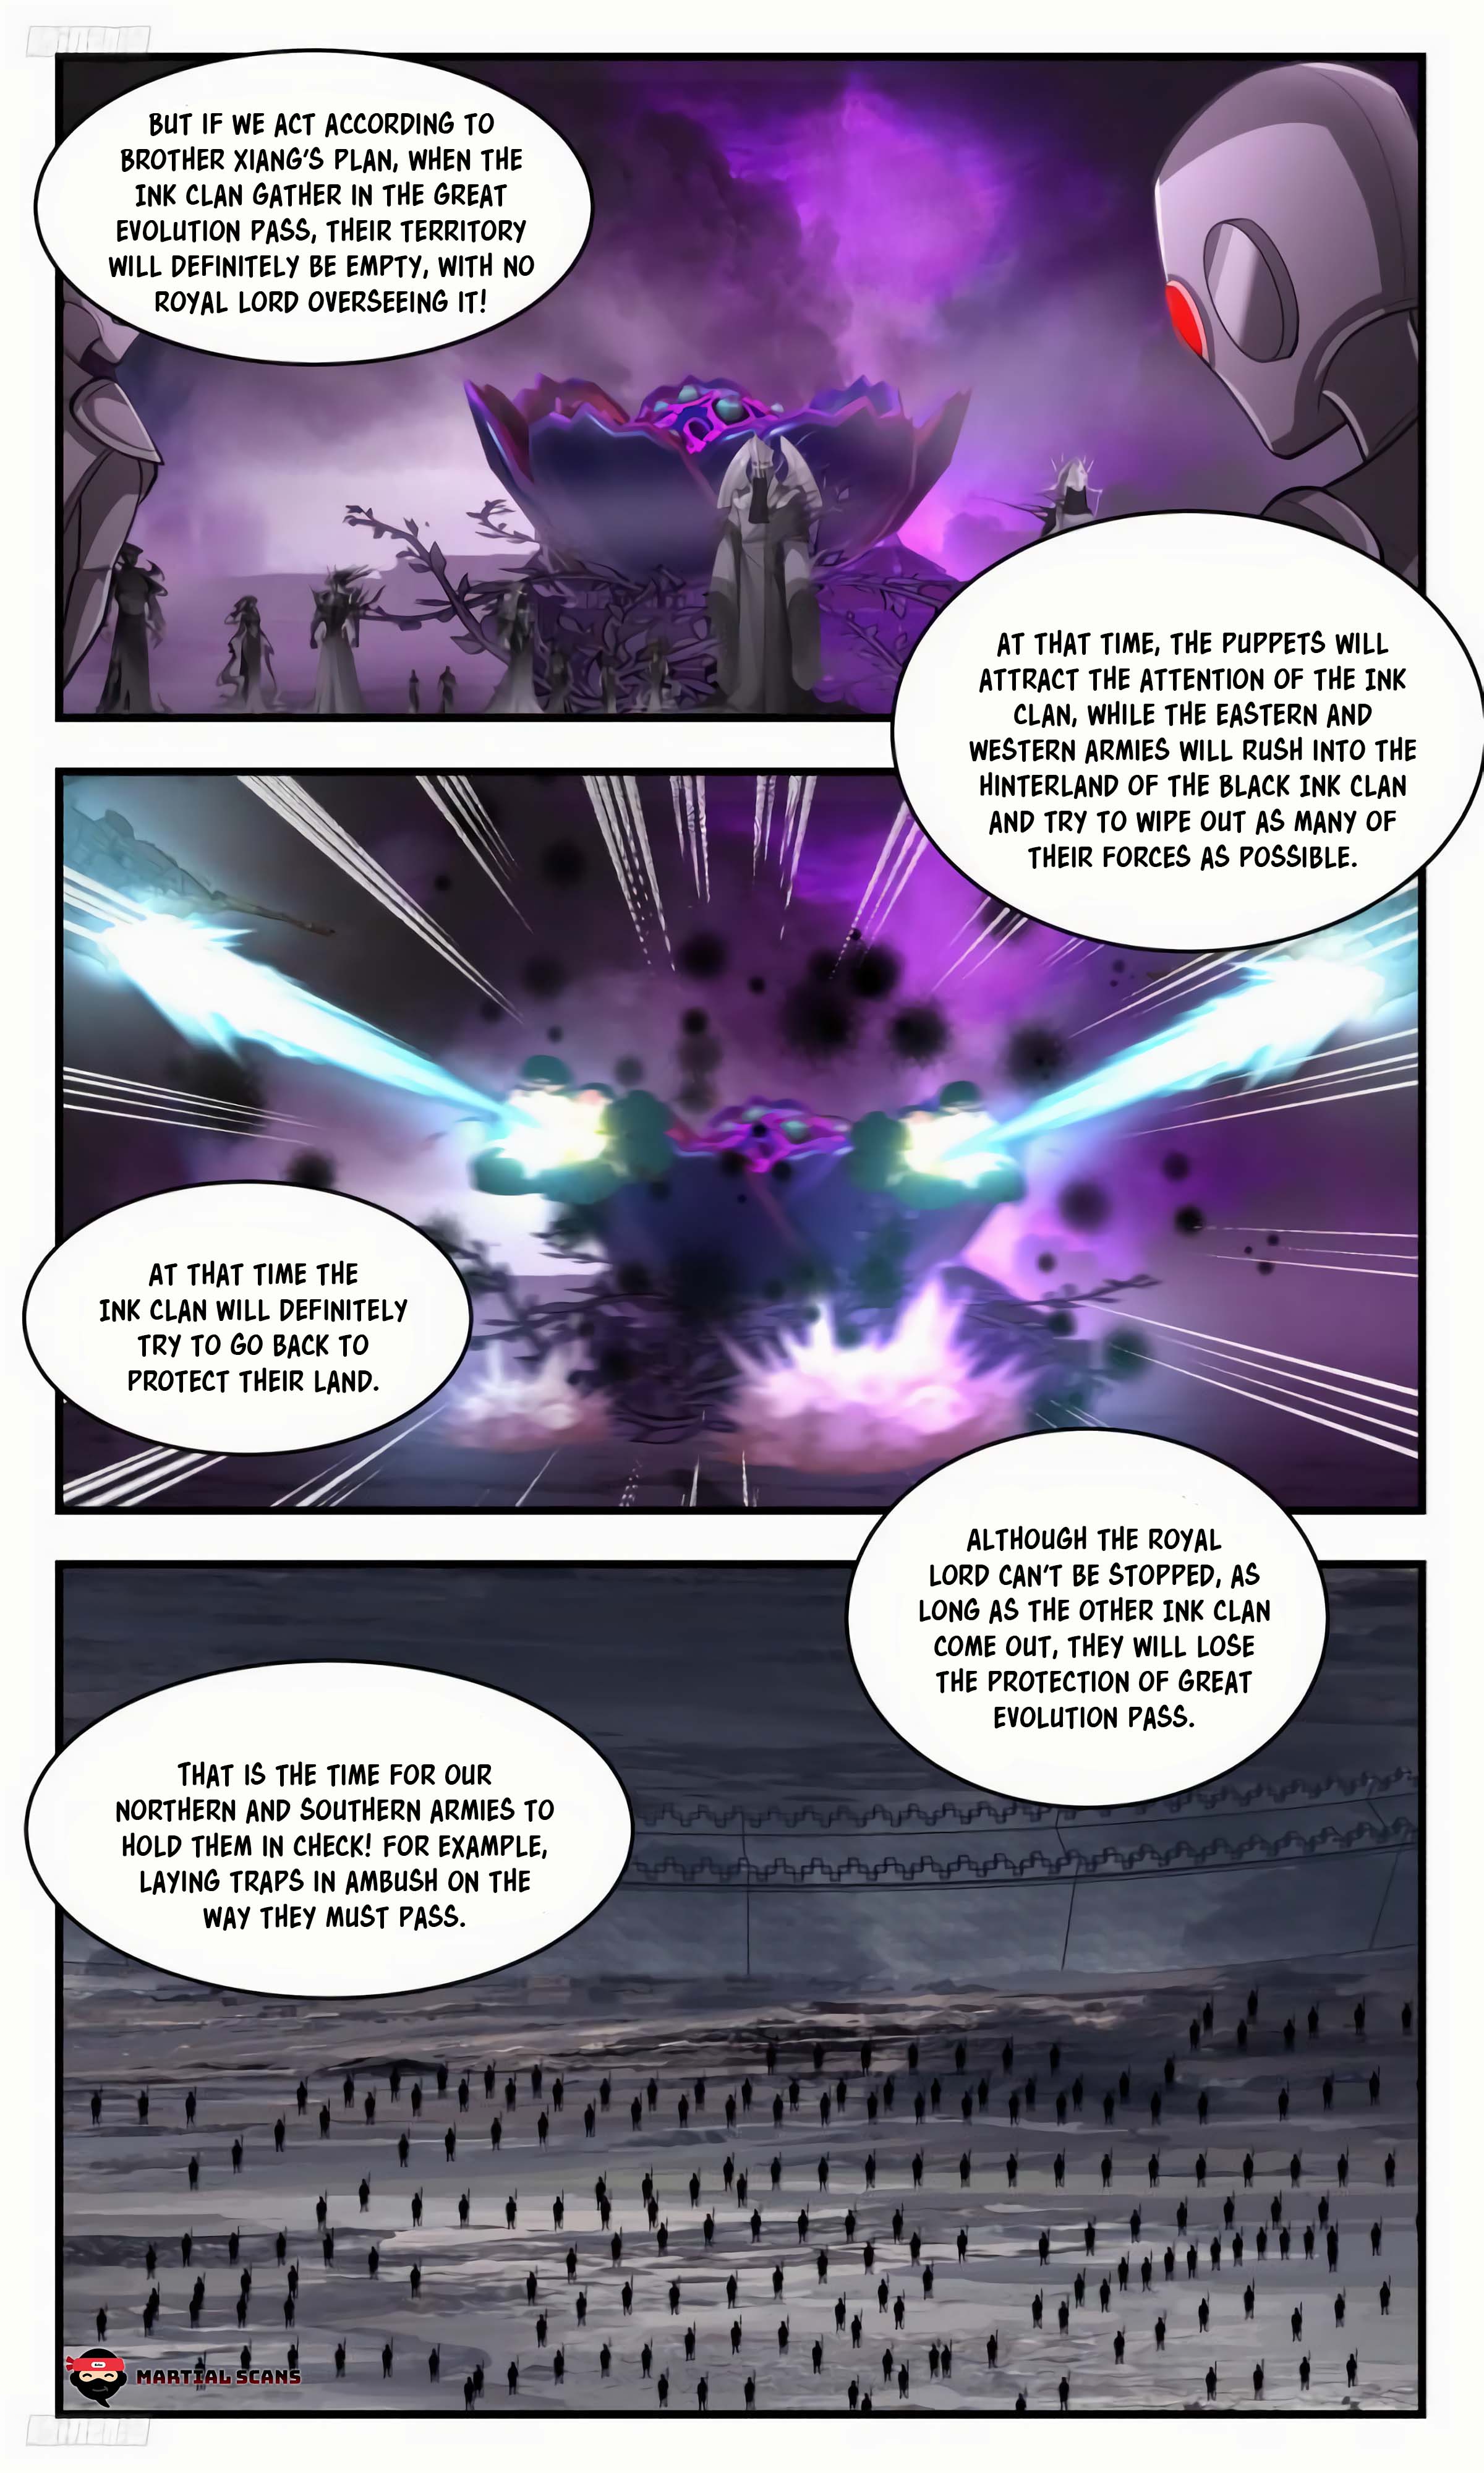 BUT IF WE ACT ACCORDING TO
BROTHER XIANG'S PLAN, WHEN THE
INK CLAN GATHER IN THE GREAT
EVOLUTION PASS, THEIR TERRITORY
WILL DEFINITELY BE EMPTY, WITH NO
ROYAL LORD OVERSEEING IT!
AT THAT TIME, THE PUPPETS WILL
ATTRACT THE ATTENTION OF THE INK
CLAN, WHILE THE EASTERN AND
WESTERN ARMIES WILL RUSH INTO THE
HINTERLAND OF THE BLACK INK CLAN
AND TRY TO WIPE OUT AS MANY OF
THEIR FORCES AS POSSIBLE.
AT THAT TIME THE
INK CLAN WILL DEFINITELY
TRY TO GO BACK TO
PROTECT THEIR LAND.
ALTHOUGH THE ROYAL
LORD CAN'T BE STOPPED, AS
LONG AS THE OTHER INK CLAN
COME OUT, THEY WILL LOSE
THE PROTECTION OF GREAT
EVOLUTION PASS.
THAT IS THE TIME FOR OUR
NORTHERN AND SOUTHERN ARMIES TO
HOLD THEM IN CHECK! FOR EXAMPLE,
LAYING TRAPS IN AMBUSH ON THE
WAY THEY MUST PASS.
MARTIAL SCANS